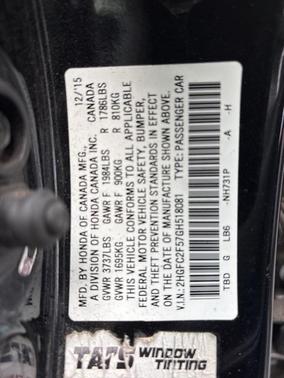 MFD. BY HONDA OF CANADA MFG. 12/15
A DIVISION OF HONDA CANADA INC. CANADA
GVWR 3737LBS GAWR F 1984LBS R 1786LBS
GVWR 1695KG GAWR F 900KG R 810KG
THIS VEHICLE CONFORMS TO ALL APPLICABLE
FEDERAL MOTOR VEHICLE SAFETY, BUMPER,
AND THEFT PREVENTION STANDARDS IN EFFECT
ON THE DATE OF MANUFACTURE SHOWN ABOVE.
V.I.N.: 2HGFC2F57GH518081 TYPE: PASSENGER CAR
TBD G LB6 -NH731P -A -H
TATS WINDOW
TINTING